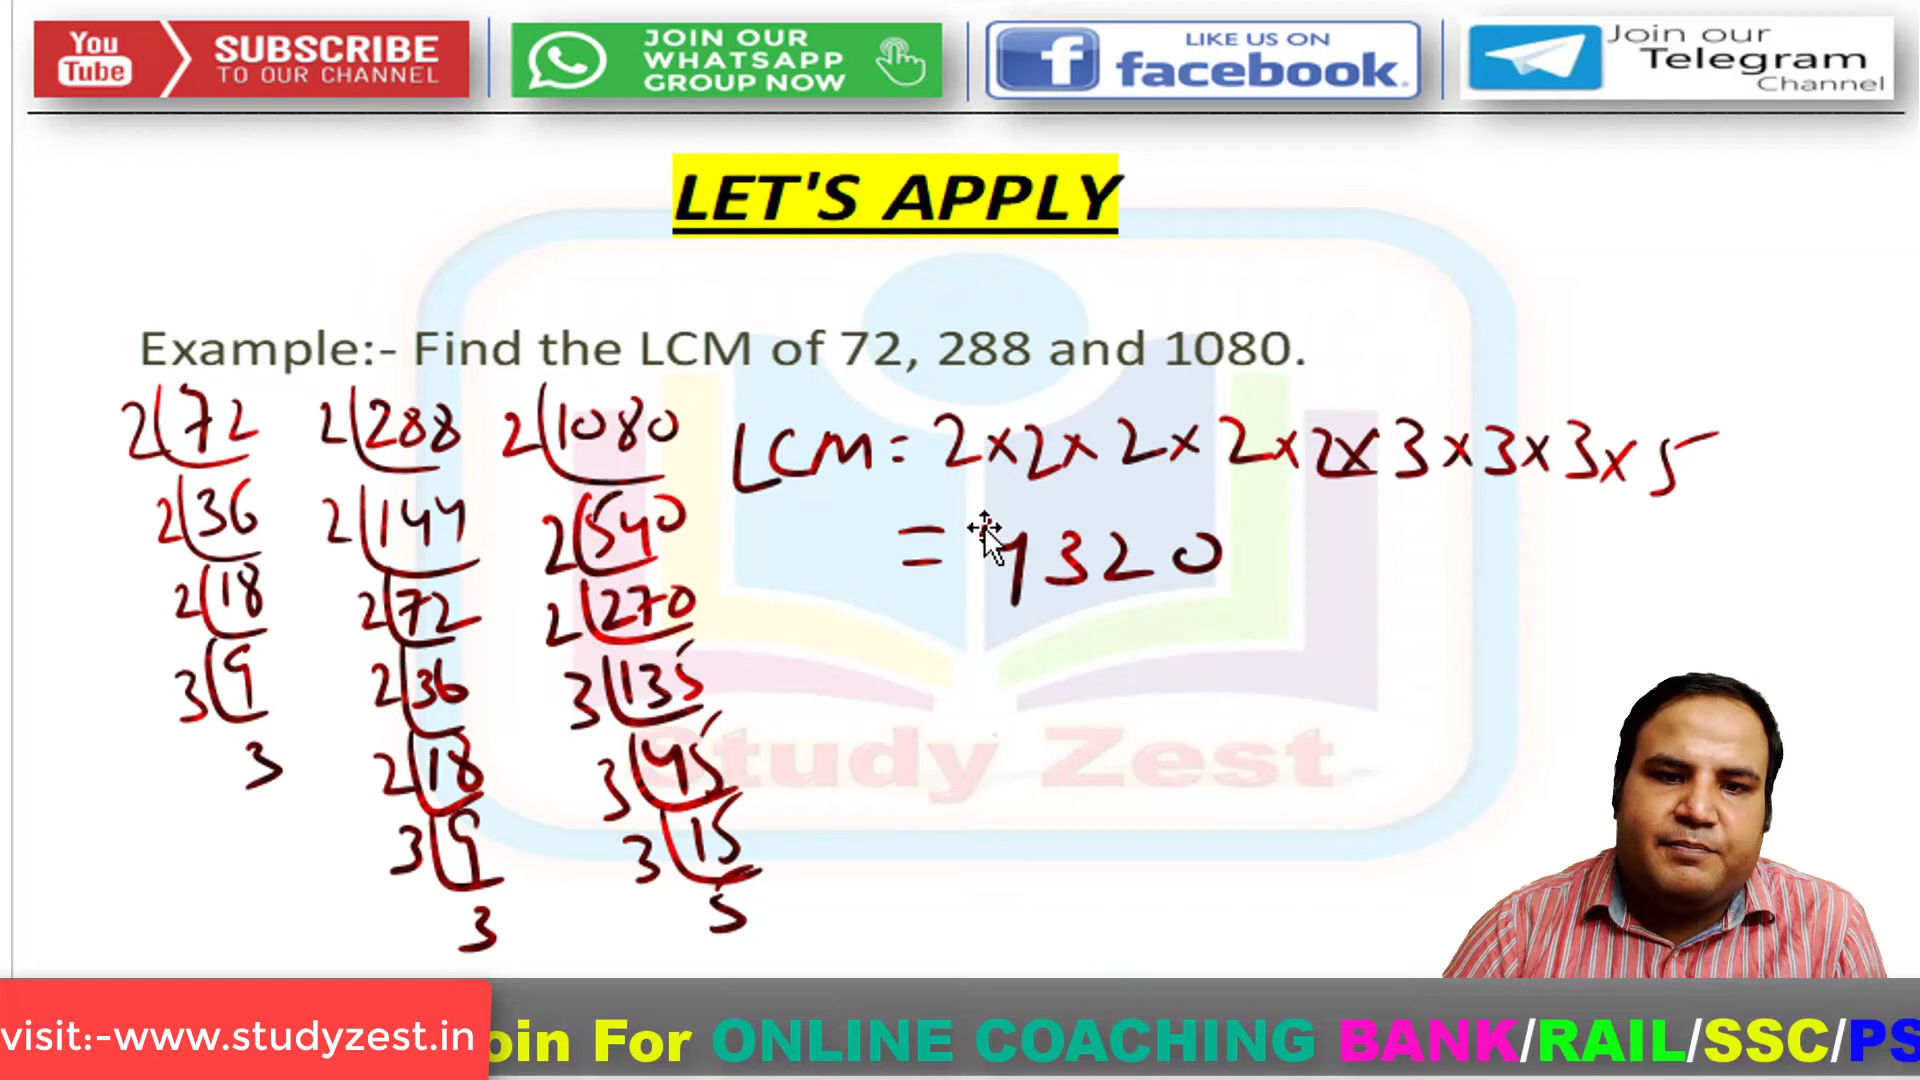 You Tube SUBSCRIBE TO OUR CHANNEL
JOIN OUR WHATSAPP GROUP NOW
LIKE US ON facebook.
Join our Telegram Channel
LET'S APPLY
Example:- Find the LCM of 72, 288 and 1080.
2 72 2 288 2 1080 LCM = 2×2×2×2×2×3×3×3×5
2 36 2 144 2 540 = 4320
2 18 2 72 2 270
3 9 2 36 3 135
3 2 18 3 45
3 9 3 15
3 5
Study Zest
visit:-www.studyzest.in
oin For ONLINE COACHING BANK/RAIL/SSC/PS